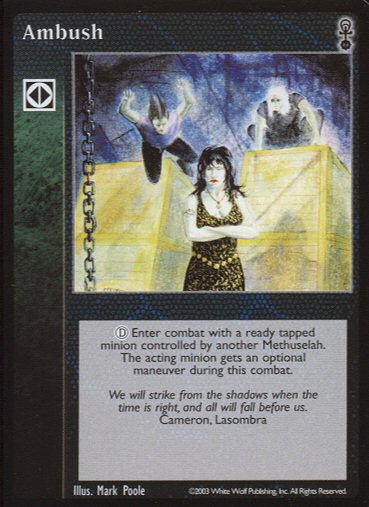 Ambush
Ⓓ Enter combat with a ready tapped
minion controlled by another Methuselah.
The acting minion gets an optional
maneuver during this combat.
We will strike from the shadows when the
time is right, and all will fall before us.
Cameron, Lasombra
Illus. Mark Poole
©2003 White Wolf Publishing, Inc. All Rights Reserved.